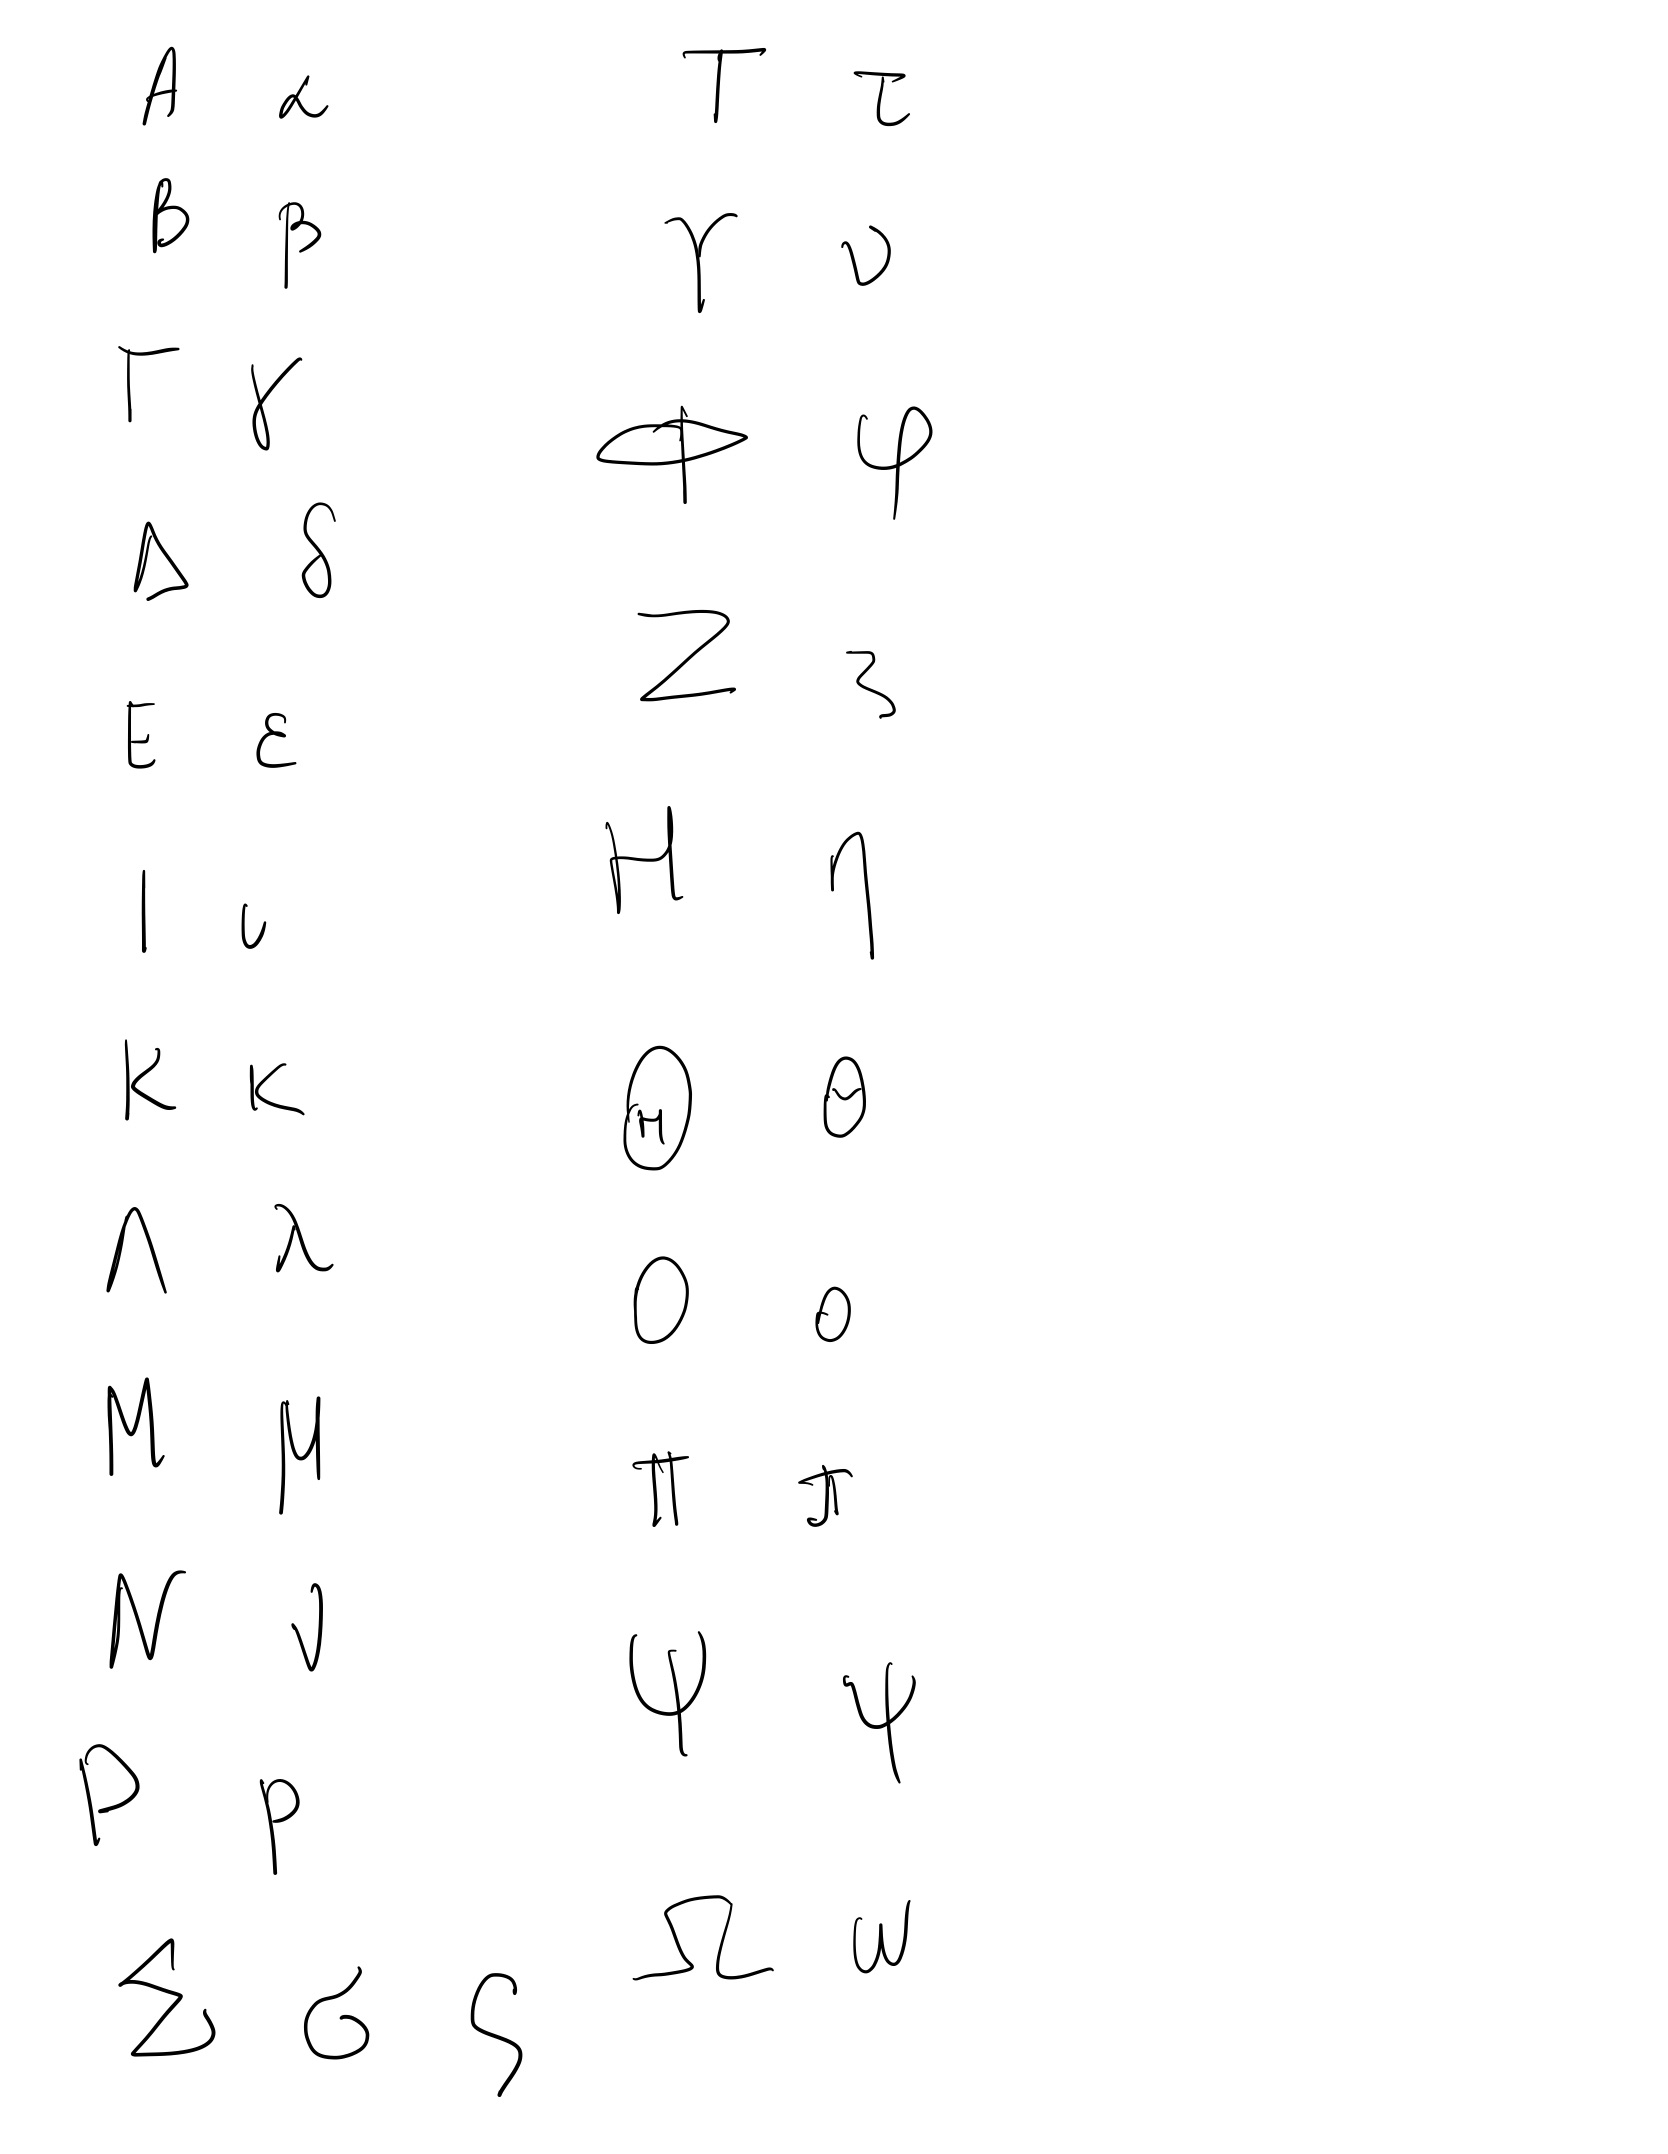 Α α
Β β
Γ γ
Δ δ
Ε ε
Ι ι
Κ κ
Λ λ
Μ μ
Ν ν
Ρ ρ
Σ σ ς
Τ τ
Υ υ
Φ φ
Ζ ζ
Η η
Θ θ
Ο ο
Π π
Ψ ψ
Ω ω